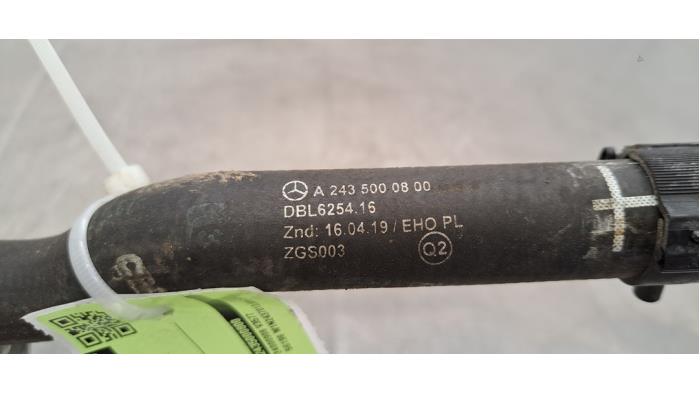 A 243 500 08 00
DBL6254.16
Znd: 16.04.19 / EHO PL
ZGS003 Q2